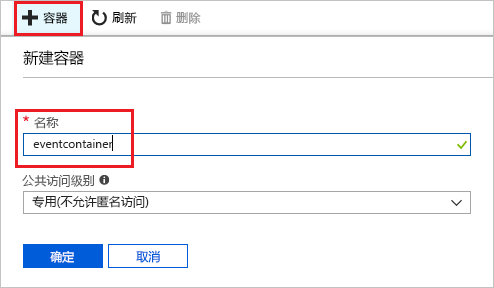 容器 刷新 删除
新建容器
* 名称
eventcontainer
公共访问级别
专用(不允许匿名访问)
确定 取消